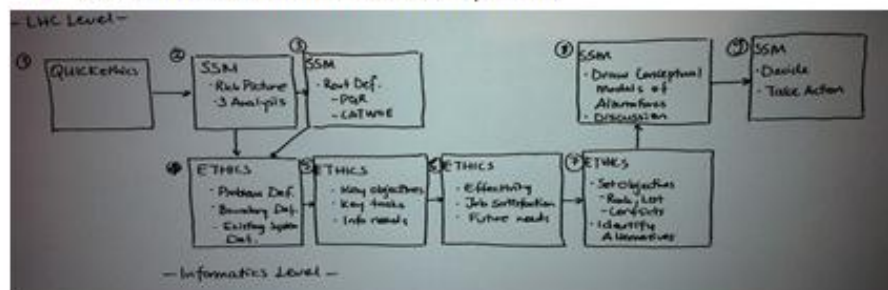 - LHC Level -
①
QUICKethics
②
SSM
• Rich Picture
• 3 Analysis
③
SSM
• Root Def.
- PQR
- CATWOE
④
ETHICS
• Problem Def.
• Boundary Def.
• Existing System
Def.
⑤
ETHICS
• Key objectives
• Key tasks
• Info needs
⑥
ETHICS
• Effectivity
• Job Satisfaction
• Future needs
⑦
ETHICS
• Set Objectives
- Rank, List
- Conflicts
• Identify
Alternatives
⑧
SSM
• Draw Conceptual
Models of
Alternatives
• Discussion
⑨
SSM
• Decide
• Take Action
- Informatics Level -